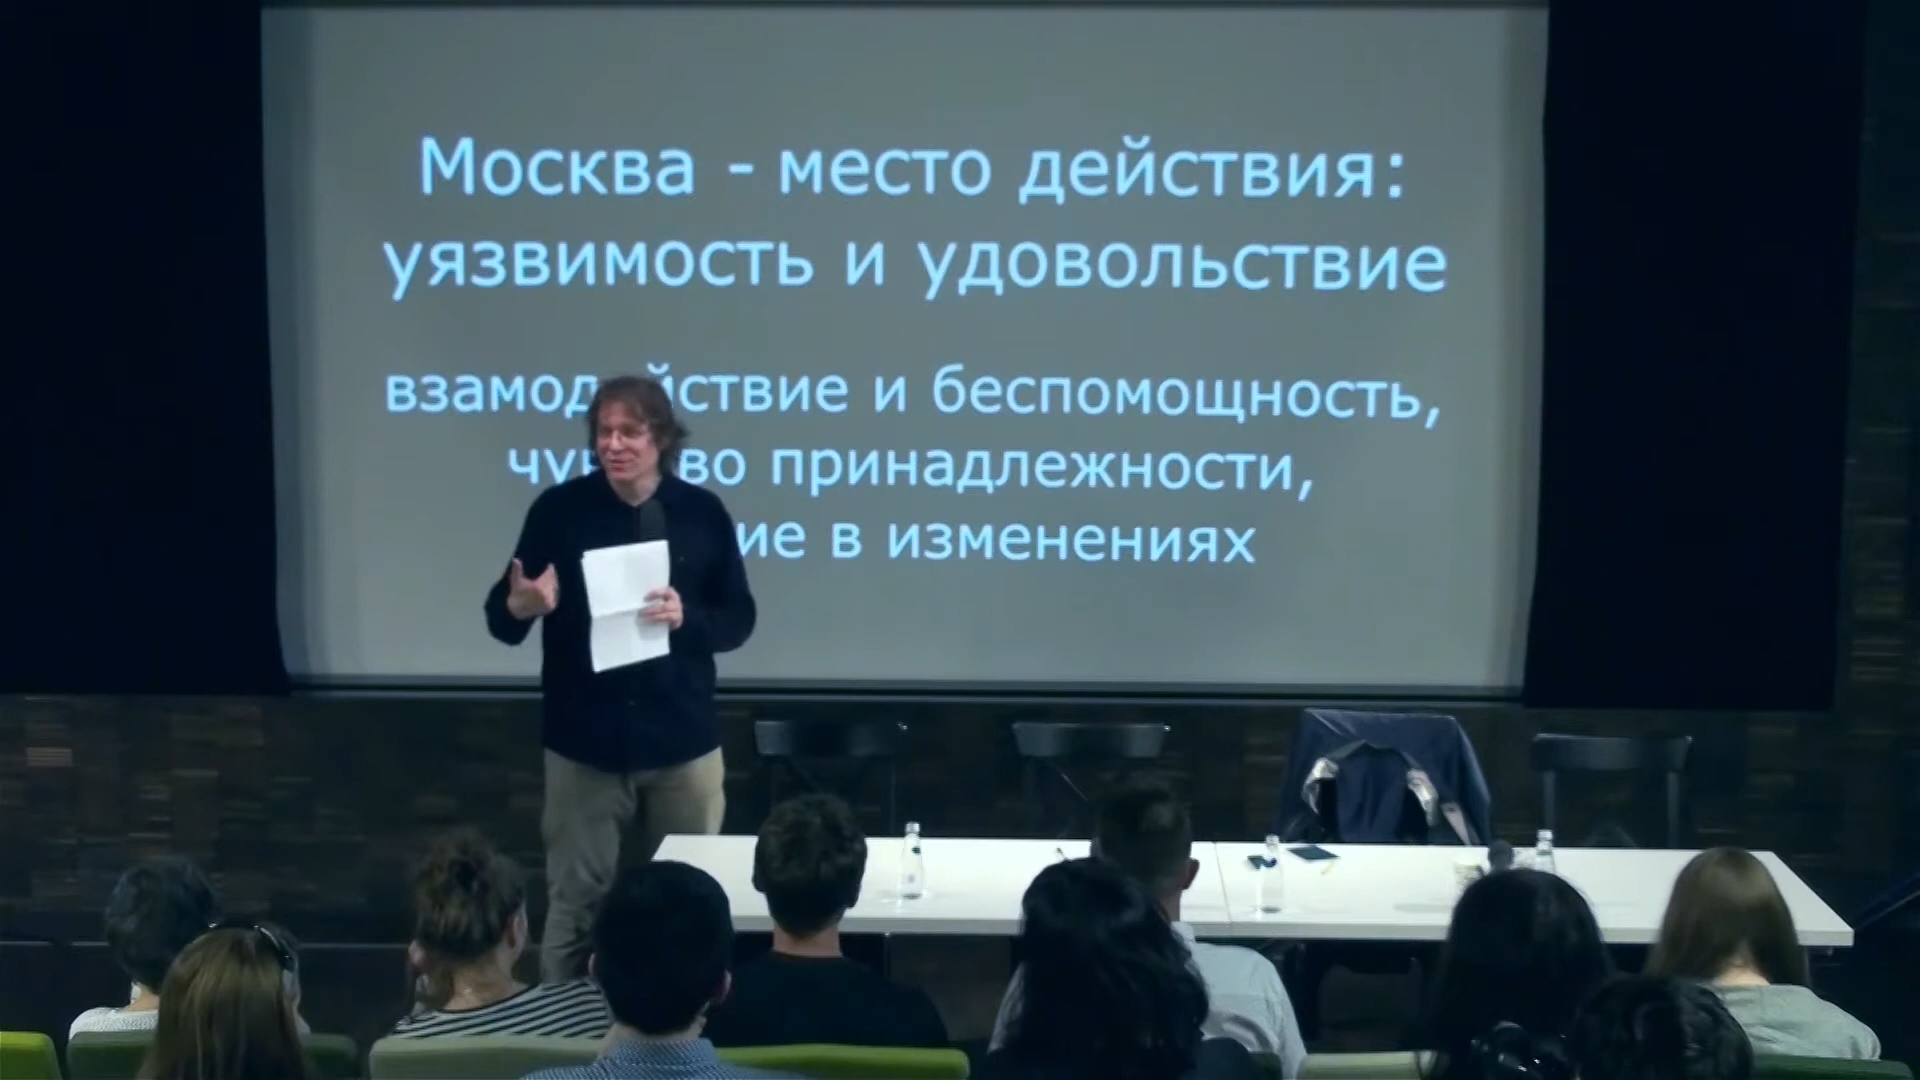 Москва - место действия:
уязвимость и удовольствие
и беспомощность,
принадлежности,
в изменениях